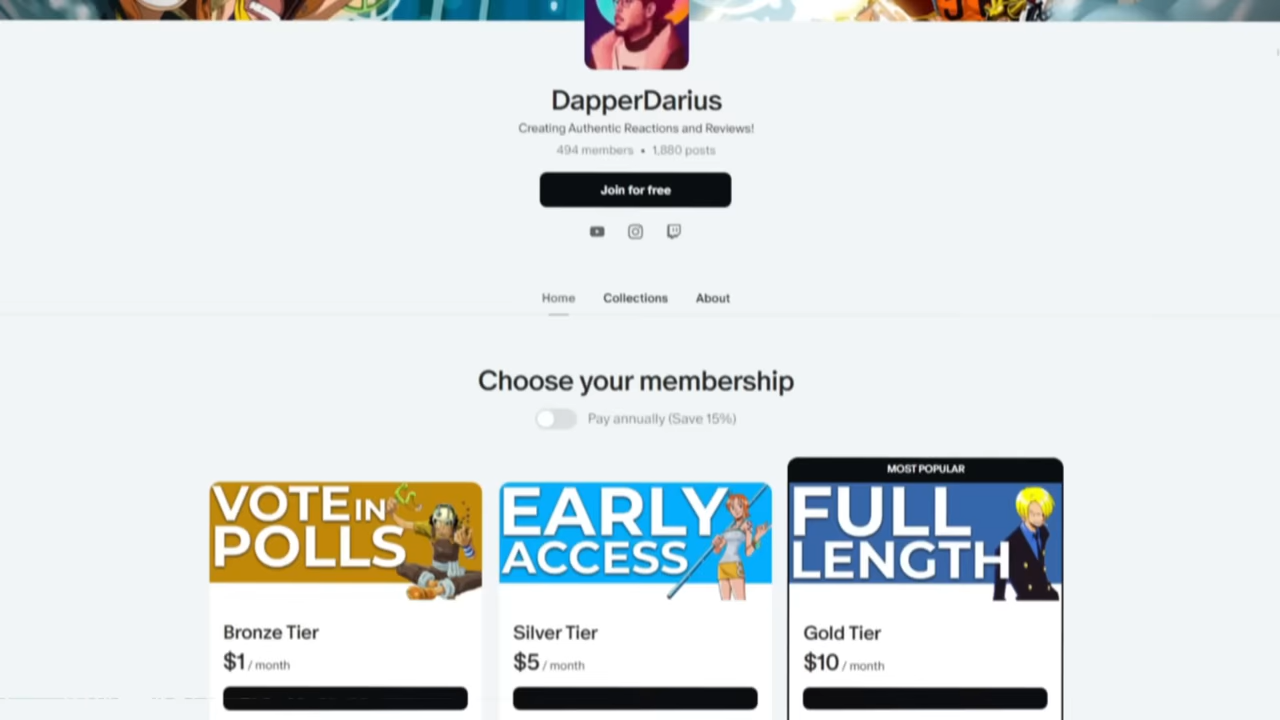 DapperDarius
Creating Authentic Reactions and Reviews!
494 members • 1,880 posts
Join for free
Home Collections About
Choose your membership
Pay annually (Save 15%)
MOST POPULAR
VOTE IN
POLLS
EARLY
ACCESS
FULL
LENGTH
Bronze Tier
$1 / month
Silver Tier
$5 / month
Gold Tier
$10 / month